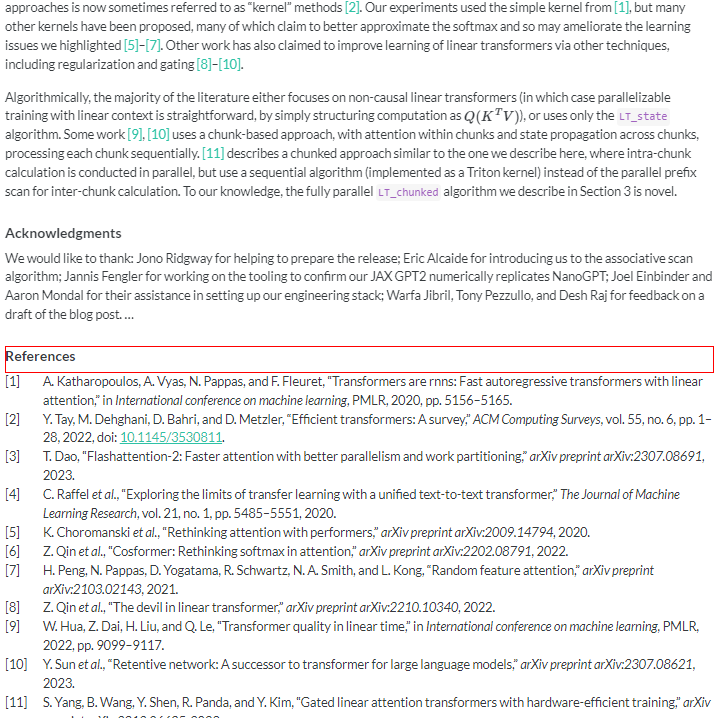 approaches is now sometimes referred to as “kernel” methods [2]. Our experiments used the simple kernel from [1], but many
other kernels have been proposed, many of which claim to better approximate the softmax and so may ameliorate the learning
issues we highlighted [5]–[7]. Other work has also claimed to improve learning of linear transformers via other techniques,
including regularization and gating [8]–[10].
Algorithmically, the majority of the literature either focuses on non-causal linear transformers (in which case parallelizable
training with linear context is straightforward, by simply structuring computation as Q(KᵀV)), or uses only the LT_state
algorithm. Some work [9], [10] uses a chunk-based approach, with attention within chunks and state propagation across chunks,
processing each chunk sequentially. [11] describes a chunked approach similar to the one we describe here, where intra-chunk
calculation is conducted in parallel, but use a sequential algorithm (implemented as a Triton kernel) instead of the parallel prefix
scan for inter-chunk calculation. To our knowledge, the fully parallel LT_chunked algorithm we describe in Section 3 is novel.
Acknowledgments
We would like to thank: Jono Ridgway for helping to prepare the release; Eric Alcaide for introducing us to the associative scan
algorithm; Jannis Fengler for working on the tooling to confirm our JAX GPT2 numerically replicates NanoGPT; Joel Einbinder and
Aaron Mondal for their assistance in setting up our engineering stack; Warfa Jibril, Tony Pezzullo, and Desh Raj for feedback on a
draft of the blog post. …
References
[1] A. Katharopoulos, A. Vyas, N. Pappas, and F. Fleuret, “Transformers are rnns: Fast autoregressive transformers with linear
attention,” in International conference on machine learning, PMLR, 2020, pp. 5156–5165.
[2] Y. Tay, M. Dehghani, D. Bahri, and D. Metzler, “Efficient transformers: A survey,” ACM Computing Surveys, vol. 55, no. 6, pp. 1–
28, 2022, doi: 10.1145/3530811.
[3] T. Dao, “Flashattention-2: Faster attention with better parallelism and work partitioning,” arXiv preprint arXiv:2307.08691,
2023.
[4] C. Raffel et al., “Exploring the limits of transfer learning with a unified text-to-text transformer,” The Journal of Machine
Learning Research, vol. 21, no. 1, pp. 5485–5551, 2020.
[5] K. Choromanski et al., “Rethinking attention with performers,” arXiv preprint arXiv:2009.14794, 2020.
[6] Z. Qin et al., “Cosformer: Rethinking softmax in attention,” arXiv preprint arXiv:2202.08791, 2022.
[7] H. Peng, N. Pappas, D. Yogatama, R. Schwartz, N. A. Smith, and L. Kong, “Random feature attention,” arXiv preprint
arXiv:2103.02143, 2021.
[8] Z. Qin et al., “The devil in linear transformer,” arXiv preprint arXiv:2210.10340, 2022.
[9] W. Hua, Z. Dai, H. Liu, and Q. Le, “Transformer quality in linear time,” in International conference on machine learning, PMLR,
2022, pp. 9099–9117.
[10] Y. Sun et al., “Retentive network: A successor to transformer for large language models,” arXiv preprint arXiv:2307.08621,
2023.
[11] S. Yang, B. Wang, Y. Shen, R. Panda, and Y. Kim, “Gated linear attention transformers with hardware-efficient training,” arXiv